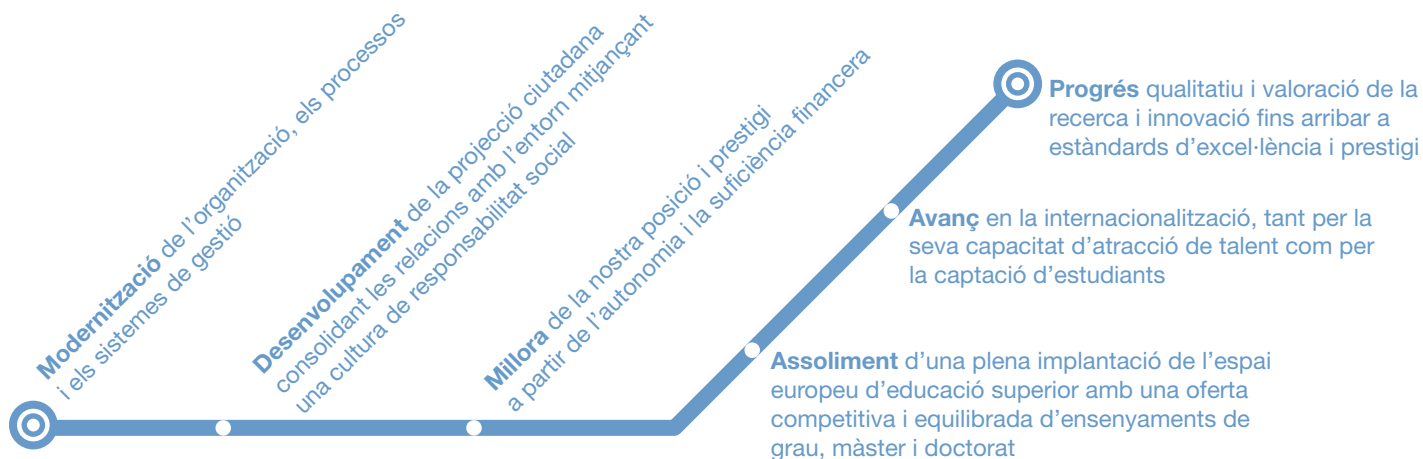 Modernització de l’organització, els processos
i els sistemes de gestió
Desenvolupament de la projecció ciutadana
consolidant les relacions amb l’entorn mitjançant
una cultura de responsabilitat social
Millora de la nostra posició i prestigi
a partir de l’autonomia i la suficiència financera
Progrés qualitatiu i valoració de la
recerca i innovació fins arribar a
estàndards d’excel·lència i prestigi
Avanç en la internacionalització, tant per la
seva capacitat d’atracció de talent com per
la captació d’estudiants
Assoliment d’una plena implantació de l’espai
europeu d’educació superior amb una oferta
competitiva i equilibrada d’ensenyaments de
grau, màster i doctorat